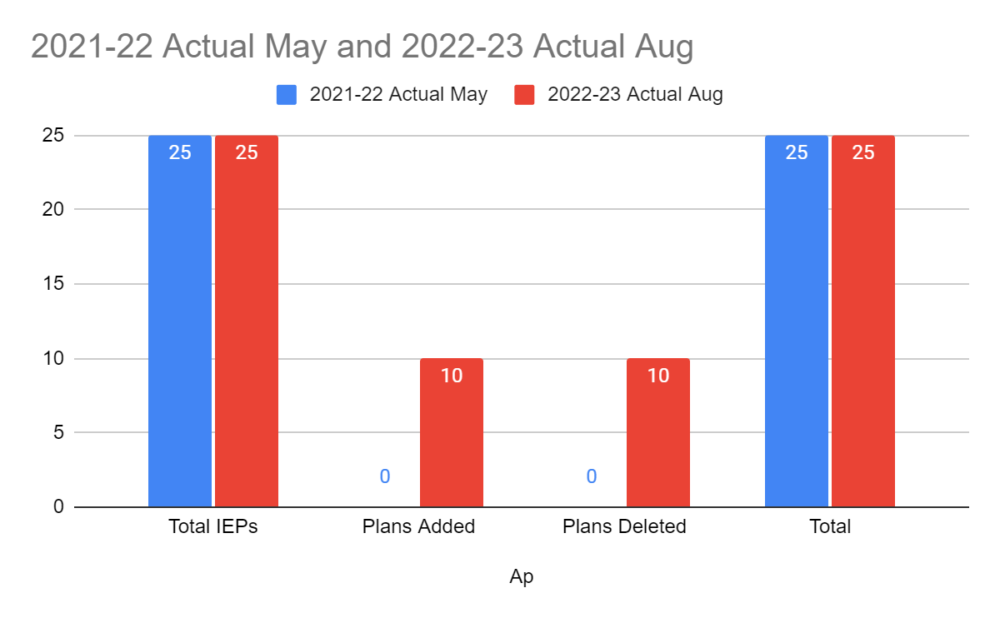 2021-22 Actual May and 2022-23 Actual Aug
2021-22 Actual May 2022-23 Actual Aug
25
25 25 25 25
20
15
10
10 10
5
0 0
0
Total IEPs Plans Added Plans Deleted Total
Ap